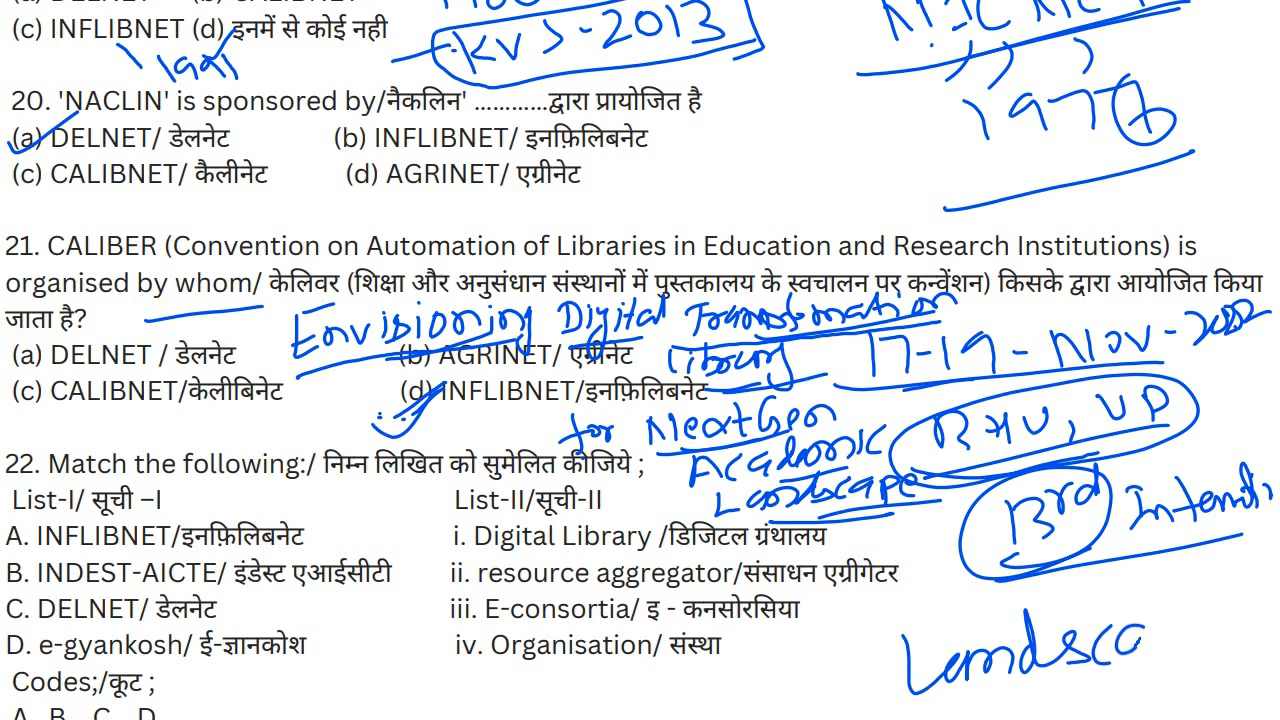 (c) INFLIBNET (d) इनमें से कोई नही
KVS-2013
20. 'NACLIN' is sponsored by/नैकलिन' ............द्वारा प्रायोजित है
(a) DELNET/ डेलनेट (b) INFLIBNET/ इनफ़िलिबनेट
(c) CALIBNET/ कैलीनेट (d) AGRINET/ एग्रीनेट
197
21. CALIBER (Convention on Automation of Libraries in Education and Research Institutions) is
organised by whom/ केलिवर (शिक्षा और अनुसंधान संस्थानों में पुस्तकालय के स्वचालन पर कन्वेंशन) किसके द्वारा आयोजित किया
जाता है?
Envisioning Digital Transformation
(a) DELNET / डेलनेट (b) AGRINET/ एग्रीनेट
Library 17-19-Nov-
(c) CALIBNET/केलीबिनेट (d) INFLIBNET/इनफ़िलिबनेट
for NextGen
Academic
Landscape
BHU, UP
22. Match the following:/ निम्न लिखित को सुमेलित कीजिये ;
List-I/ सूची –I List-II/सूची-II
13rd
A. INFLIBNET/इनफ़िलिबनेट i. Digital Library /डिजिटल ग्रंथालय
B. INDEST-AICTE/ इंडेस्ट एआईसीटी ii. resource aggregator/संसाधन एग्रीगेटर
C. DELNET/ डेलनेट iii. E-consortia/ इ - कनसोरसिया
D. e-gyankosh/ ई-ज्ञानकोश iv. Organisation/ संस्था
Landsca
Codes;/कूट ;
A B C D